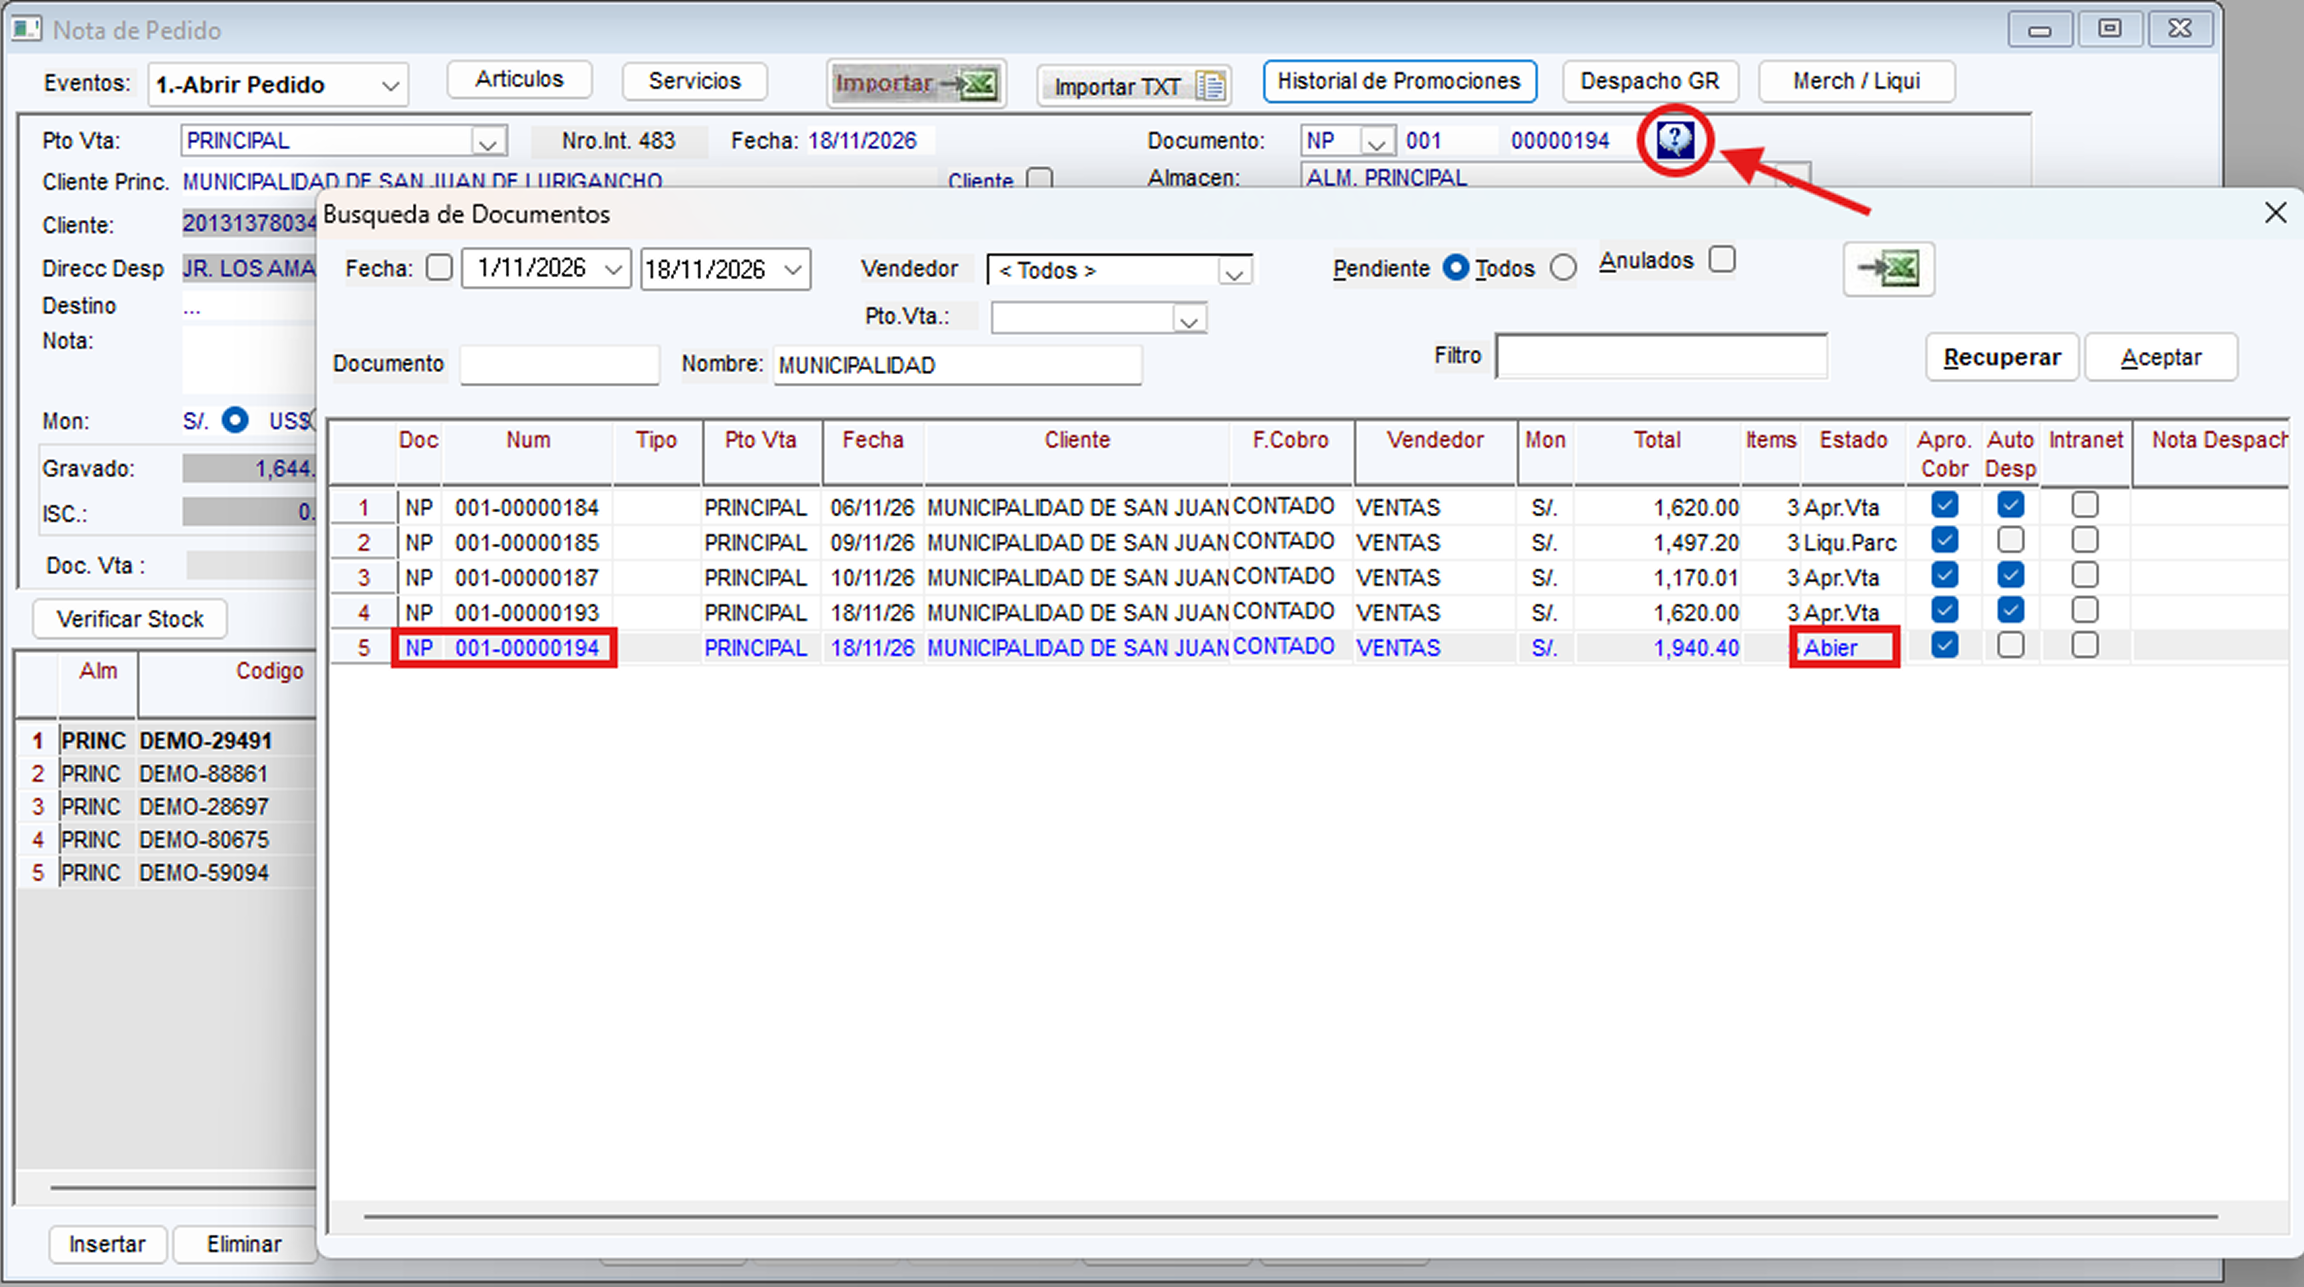 Nota de Pedido
Eventos: 1.-Abrir Pedido Articulos Servicios Importar Importar TXT Historial de Promociones Despacho GR Merch / Liqui
Pto Vta: PRINCIPAL Nro.Int. 483 Fecha: 18/11/2026 Documento: NP 001 00000194
Cliente Princ. MUNICIPALIDAD DE SAN JUAN DE LURIGANCHO Cliente Almacen: ALM. PRINCIPAL
Cliente: 20131378034
Direcc Desp JR. LOS AMA
Destino ...
Nota:
Mon: S/. US$
Gravado: 1,644.
ISC.: 0.
Doc. Vta :
Verificar Stock
Alm Codigo
1 PRINC DEMO-29491
2 PRINC DEMO-88861
3 PRINC DEMO-28697
4 PRINC DEMO-80675
5 PRINC DEMO-59094
Insertar Eliminar
Busqueda de Documentos
Fecha: 1/11/2026 18/11/2026 Vendedor < Todos > Pendiente Todos Anulados
Pto.Vta.:
Documento Nombre: MUNICIPALIDAD Filtro Recuperar Aceptar
Doc Num Tipo Pto Vta Fecha Cliente F.Cobro Vendedor Mon Total Items Estado Apro. Cobr Auto Desp Intranet Nota Despach
1 NP 001-00000184 PRINCIPAL 06/11/26 MUNICIPALIDAD DE SAN JUAN CONTADO VENTAS S/. 1,620.00 3 Apr.Vta
2 NP 001-00000185 PRINCIPAL 09/11/26 MUNICIPALIDAD DE SAN JUAN CONTADO VENTAS S/. 1,497.20 3 Liqu.Parc
3 NP 001-00000187 PRINCIPAL 10/11/26 MUNICIPALIDAD DE SAN JUAN CONTADO VENTAS S/. 1,170.01 3 Apr.Vta
4 NP 001-00000193 PRINCIPAL 18/11/26 MUNICIPALIDAD DE SAN JUAN CONTADO VENTAS S/. 1,620.00 3 Apr.Vta
5 NP 001-00000194 PRINCIPAL 18/11/26 MUNICIPALIDAD DE SAN JUAN CONTADO VENTAS S/. 1,940.40 Abier